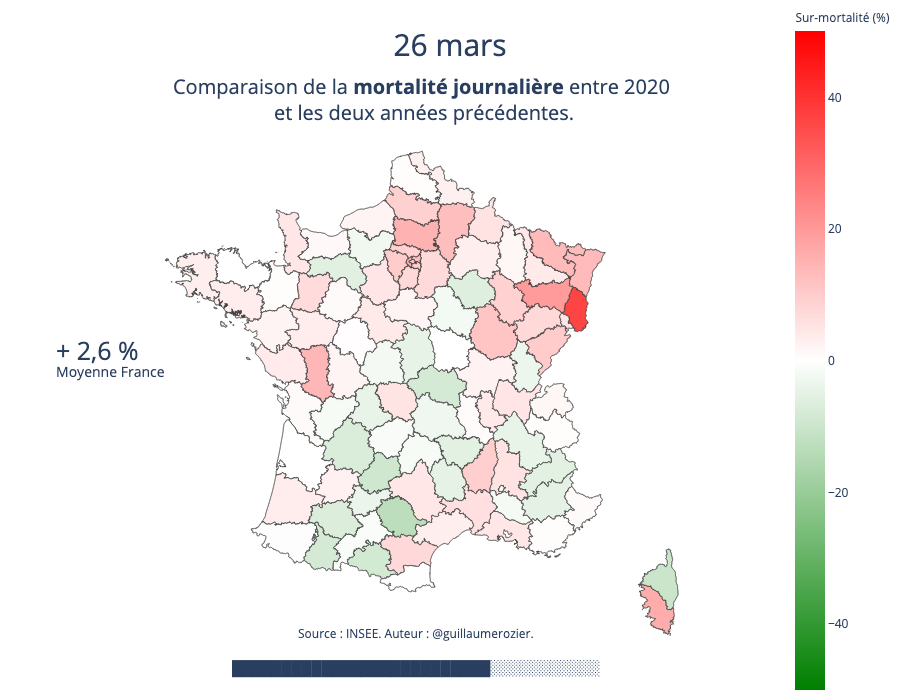 Sur-mortalité (%)
26 mars
Comparaison de la mortalité journalière entre 2020
et les deux années précédentes.
40
20
0
−20
−40
+ 2,6 %
Moyenne France
Source : INSEE. Auteur : @guillaumerozier.